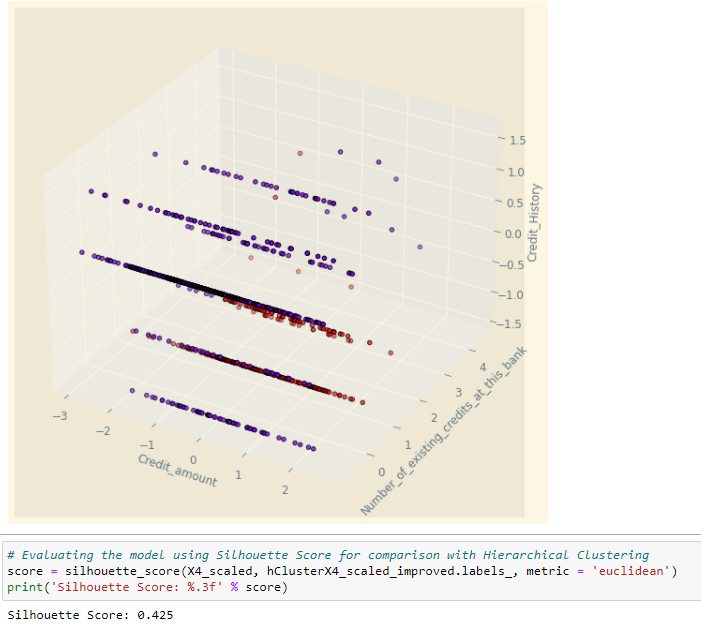 1.5
1.0
0.5
0.0
−0.5
−1.0
−1.5
Credit_History
4
3
2
1
0
Number_of_existing_credits_at_this_bank
−3
−2
−1
0
1
2
Credit_amount
# Evaluating the model using Silhouette Score for comparison with Hierarchical Clustering
score = silhouette_score(X4_scaled, hClusterX4_scaled_improved.labels_, metric = 'euclidean')
print('Silhouette Score: %.3f' % score)
Silhouette Score: 0.425